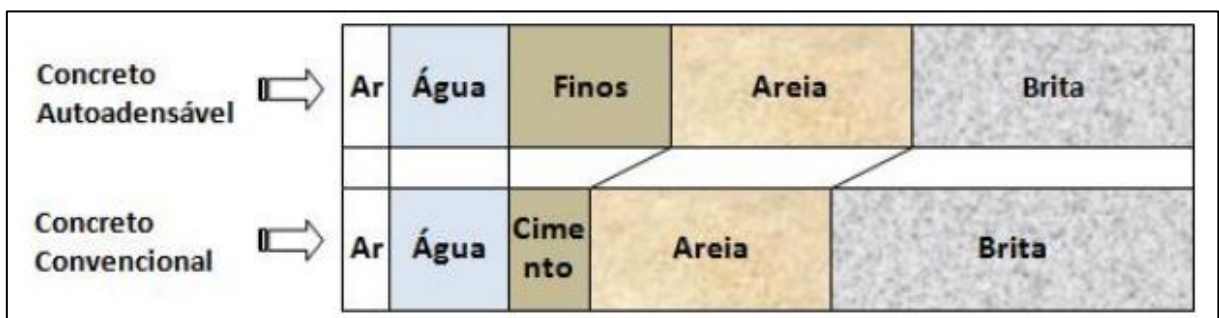 Concreto
Autoadensável
Ar
Água
Finos
Areia
Brita
Concreto
Convencional
Ar
Água
Cime
nto
Areia
Brita